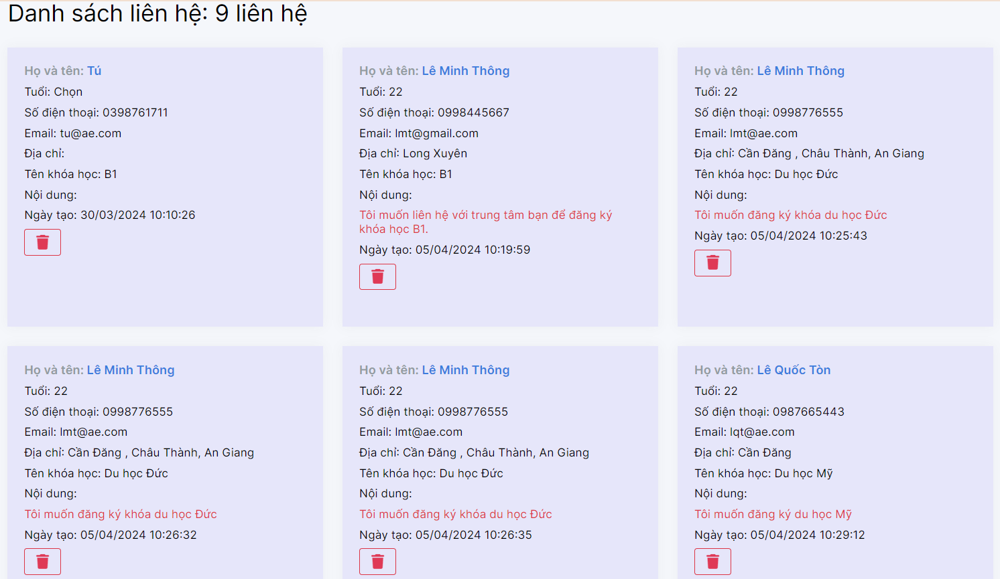 Danh sách liên hệ: 9 liên hệ
Họ và tên: Tú
Tuổi: Chọn
Số điện thoại: 0398761711
Email: tu@ae.com
Địa chỉ:
Tên khóa học: B1
Nội dung:
Ngày tạo: 30/03/2024 10:10:26
Họ và tên: Lê Minh Thông
Tuổi: 22
Số điện thoại: 0998445667
Email: lmt@gmail.com
Địa chỉ: Long Xuyên
Tên khóa học: B1
Nội dung:
Tôi muốn liên hệ với trung tâm bạn để đăng ký
khóa học B1.
Ngày tạo: 05/04/2024 10:19:59
Họ và tên: Lê Minh Thông
Tuổi: 22
Số điện thoại: 0998776555
Email: lmt@ae.com
Địa chỉ: Cần Đăng , Châu Thành, An Giang
Tên khóa học: Du học Đức
Nội dung:
Tôi muốn đăng ký khóa du học Đức
Ngày tạo: 05/04/2024 10:25:43
Họ và tên: Lê Minh Thông
Tuổi: 22
Số điện thoại: 0998776555
Email: lmt@ae.com
Địa chỉ: Cần Đăng , Châu Thành, An Giang
Tên khóa học: Du học Đức
Nội dung:
Tôi muốn đăng ký khóa du học Đức
Ngày tạo: 05/04/2024 10:26:32
Họ và tên: Lê Minh Thông
Tuổi: 22
Số điện thoại: 0998776555
Email: lmt@ae.com
Địa chỉ: Cần Đăng , Châu Thành, An Giang
Tên khóa học: Du học Đức
Nội dung:
Tôi muốn đăng ký khóa du học Đức
Ngày tạo: 05/04/2024 10:26:35
Họ và tên: Lê Quốc Tòn
Tuổi: 22
Số điện thoại: 0987665443
Email: lqt@ae.com
Địa chỉ: Cần Đăng
Tên khóa học: Du học Mỹ
Nội dung:
Tôi muốn đăng ký du học Mỹ
Ngày tạo: 05/04/2024 10:29:12